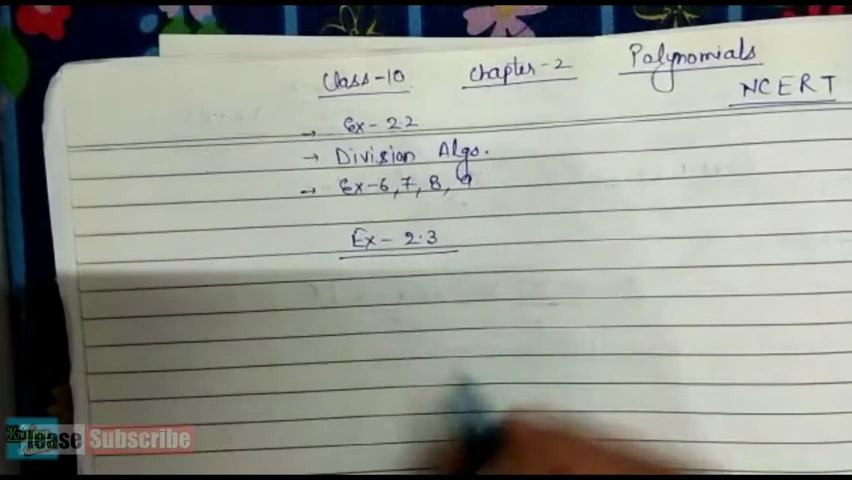 Class-10 Chapter-2 Polynomials
NCERT
→ Ex-2.2
→ Division Algo.
→ Ex-6,7,8,9
Ex-2.3
Please Subscribe